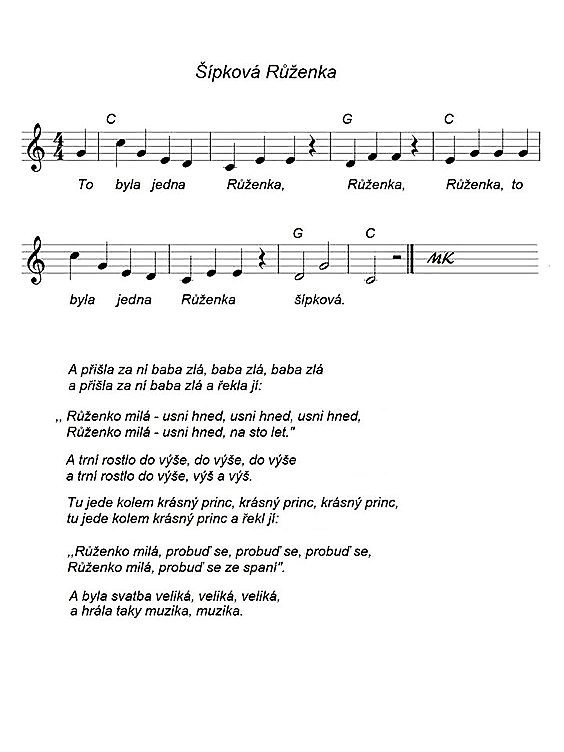 Šípková Růženka
C G C
4
4
To byla jedna Růženka, Růženka, Růženka, to
G C
MK
byla jedna Růženka šípková.
A přišla za ní baba zlá, baba zlá, baba zlá
a přišla za ní baba zlá a řekla jí:
,, Růženko milá - usni hned, usni hned, usni hned,
Růženko milá - usni hned, na sto let."
A trní rostlo do výše, do výše, do výše
a trní rostlo do výše, výš a výš.
Tu jede kolem krásný princ, krásný princ, krásný princ,
tu jede kolem krásný princ a řekl jí:
,,Růženko milá, probuď se, probuď se, probuď se,
Růženko milá, probuď se ze spaní".
A byla svatba veliká, veliká, veliká,
a hrála taky muzika, muzika.